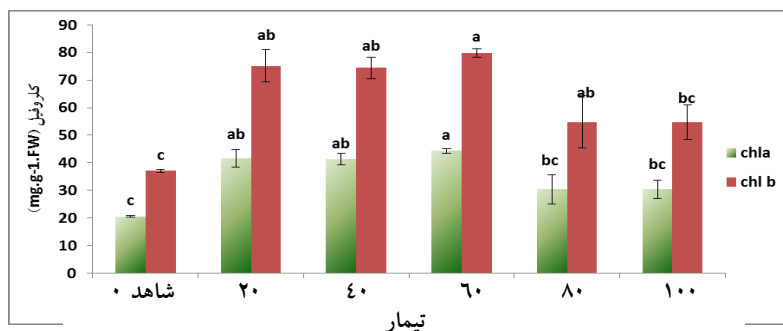 90
80
70
60
50
40
30
20
10
0
کلروفیل (mg.g-1.FW)
c c
ab ab
ab ab
a a
bc ab
bc bc
chla
chl b
شاهد ۰ ۲۰ ۴۰ ۶۰ ۸۰ ۱۰۰
تیمار